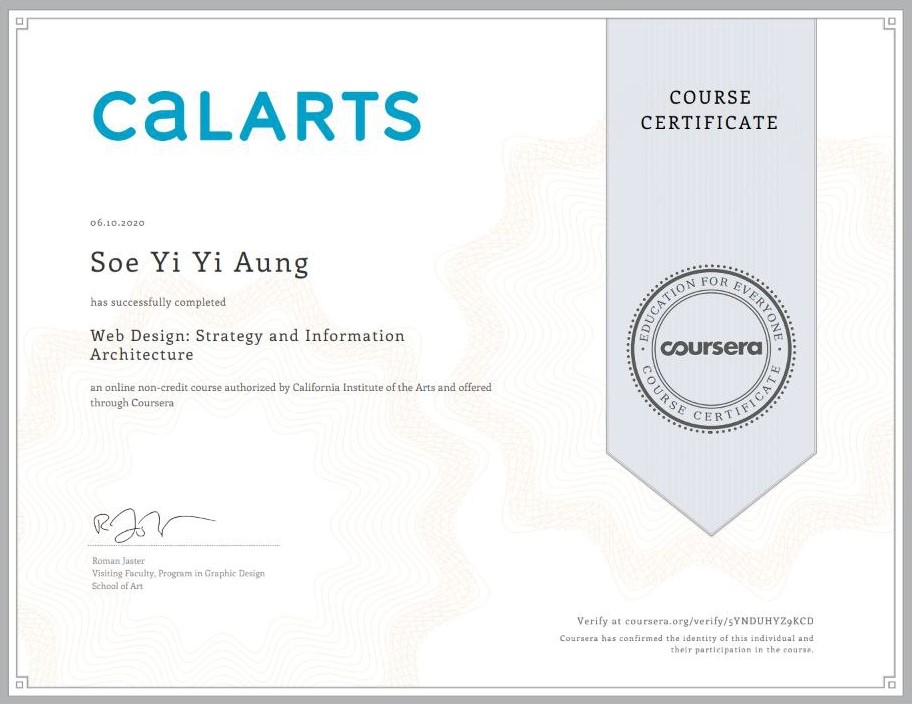 CalARTS
COURSE
CERTIFICATE
06.10.2020
Soe Yi Yi Aung
has successfully completed
Web Design: Strategy and Information
Architecture
an online non-credit course authorized by California Institute of the Arts and offered
through Coursera
EDUCATION FOR EVERYONE
coursera
COURSE CERTIFICATE
Roman Jaster
Visiting Faculty, Program in Graphic Design
School of Art
Verify at coursera.org/verify/5YNDUHYZ9KCD
Coursera has confirmed the identity of this individual and
their participation in the course.